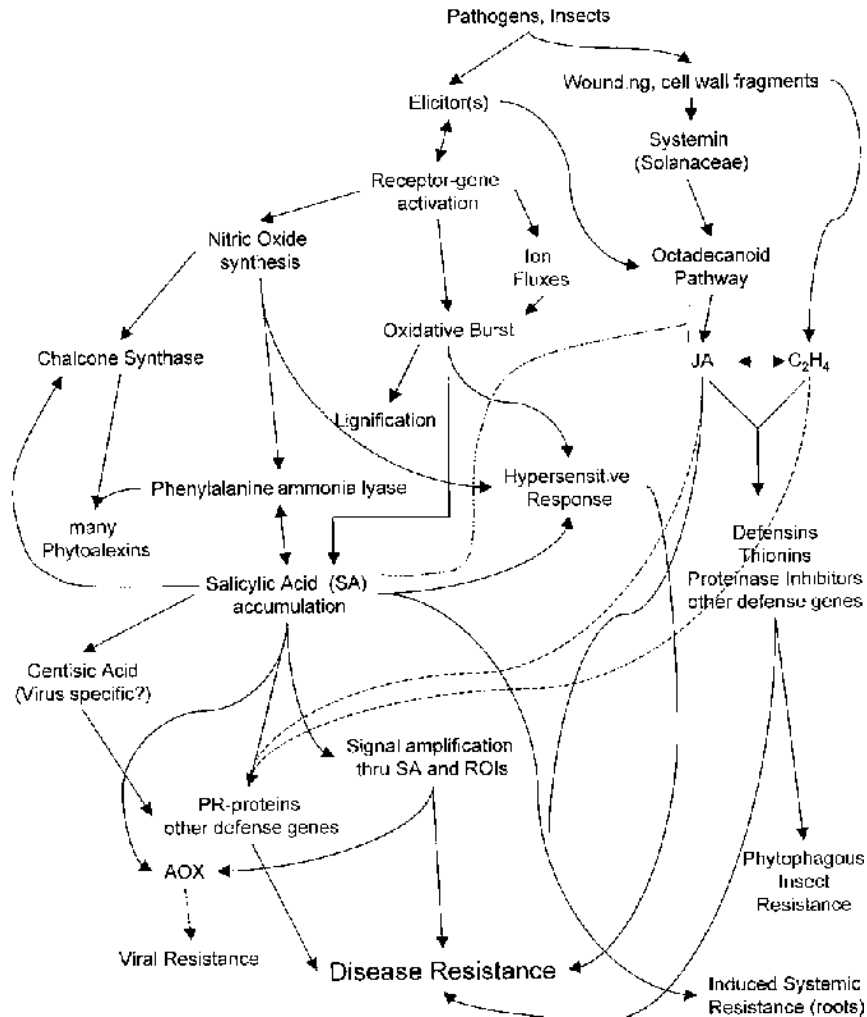 Pathogens, Insects
Wounding, cell wall fragments
Elicitor(s)
Systemin
(Solanaceae)
Receptor-gene
activation
Nitric Oxide
synthesis
Ion
Fluxes
Octadecanoid
Pathway
Oxidative Burst
Chalcone Synthase
JA
C₂H₄
Lignification
Phenylalanine ammonia lyase
Hypersensitive
Response
many
Phytoalexins
Defensins
Thionins
Proteinase Inhibitors
other defense genes
Salicylic Acid (SA)
accumulation
Gentisic Acid
(Virus specific?)
Signal amplification
thru SA and ROIs
PR-proteins
other defense genes
AOX
Phytophagous
Insect
Resistance
Viral Resistance
Disease Resistance
Induced Systemic
Resistance (roots)